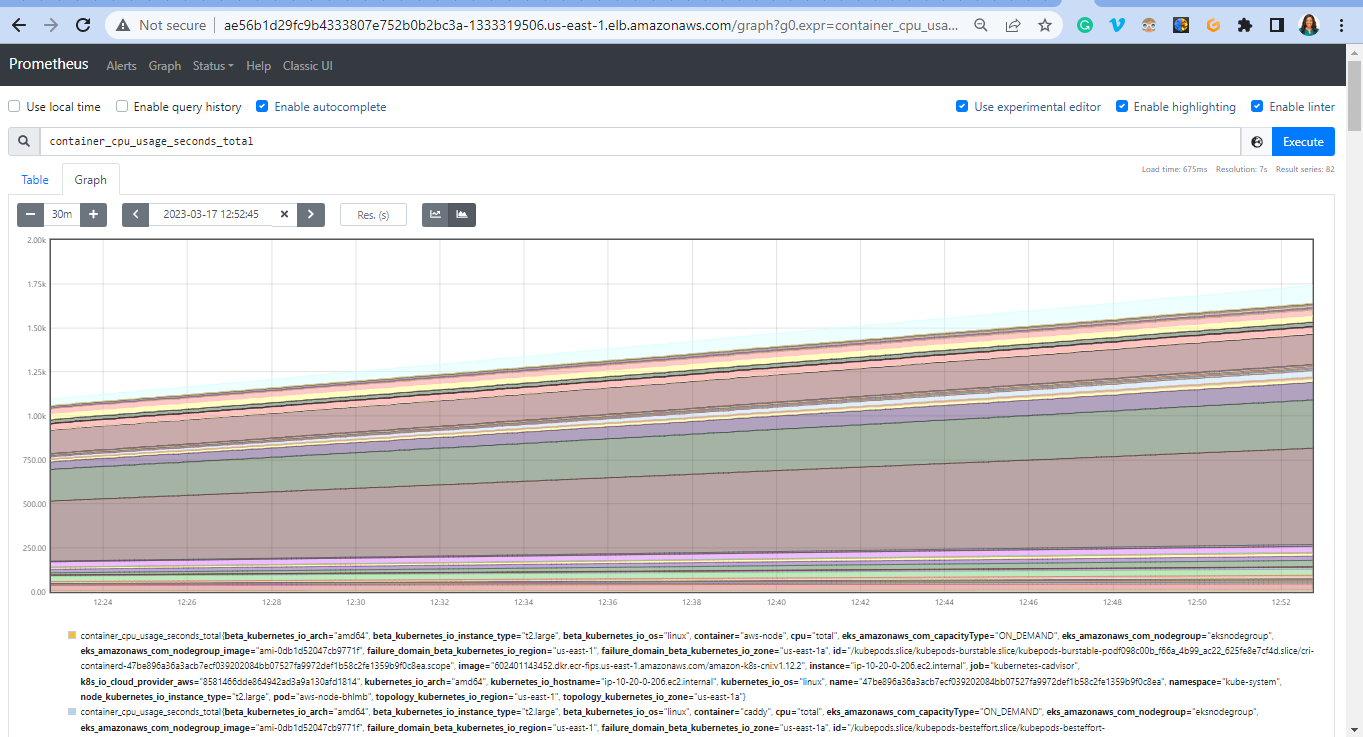 Not secure ae56b1d29fc9b4333807e752b0b2bc3a-1333319506.us-east-1.elb.amazonaws.com/graph?g0.expr=container_cpu_usa...
Prometheus Alerts Graph Status Help Classic UI
Use local time Enable query history Enable autocomplete Use experimental editor Enable highlighting Enable linter
container_cpu_usage_seconds_total Execute
Load time: 675ms Resolution: 7s Result series: 82
Table Graph
30m 2023-03-17 12:52:45 Res. (s)
2.00k
1.75k
1.50k
1.25k
1.00k
750.00
500.00
250.00
0.00
12:24 12:26 12:28 12:30 12:32 12:34 12:36 12:38 12:40 12:42 12:44 12:46 12:48 12:50 12:52
container_cpu_usage_seconds_total{beta_kubernetes_io_arch="amd64", beta_kubernetes_io_instance_type="t2.large", beta_kubernetes_io_os="linux", container="aws-node", cpu="total", eks_amazonaws_com_capacityType="ON_DEMAND", eks_amazonaws_com_nodegroup="eksnodegroup",
eks_amazonaws_com_nodegroup_image="ami-0db1d52047cb9771f", failure_domain_beta_kubernetes_io_region="us-east-1", failure_domain_beta_kubernetes_io_zone="us-east-1a", id="/kubepods.slice/kubepods-burstable.slice/kubepods-burstable-podf098c00b_f66a_4b99_ac22_625fe8e7cf4d.slice/cri-
containerd-47be896a36a3acb7ecf039202084bb07527fa9972def1b58c2fe1359b9f0c8ea.scope", image="602401143452.dkr.ecr-fips.us-east-1.amazonaws.com/amazon-k8s-cni:v1.12.2", instance="ip-10-20-0-206.ec2.internal", job="kubernetes-cadvisor",
k8s_io_cloud_provider_aws="8581466dde864942ad3a9a130afd1814", kubernetes_io_arch="amd64", kubernetes_io_hostname="ip-10-20-0-206.ec2.internal", kubernetes_io_os="linux", name="47be896a36a3acb7ecf039202084bb07527fa9972def1b58c2fe1359b9f0c8ea", namespace="kube-system",
node_kubernetes_io_instance_type="t2.large", pod="aws-node-bhlmb", topology_kubernetes_io_region="us-east-1", topology_kubernetes_io_zone="us-east-1a"}
container_cpu_usage_seconds_total{beta_kubernetes_io_arch="amd64", beta_kubernetes_io_instance_type="t2.large", beta_kubernetes_io_os="linux", container="caddy", cpu="total", eks_amazonaws_com_capacityType="ON_DEMAND", eks_amazonaws_com_nodegroup="eksnodegroup",
eks_amazonaws_com_nodegroup_image="ami-0db1d52047cb9771f", failure_domain_beta_kubernetes_io_region="us-east-1", failure_domain_beta_kubernetes_io_zone="us-east-1a", id="/kubepods.slice/kubepods-besteffort.slice/kubepods-besteffort-